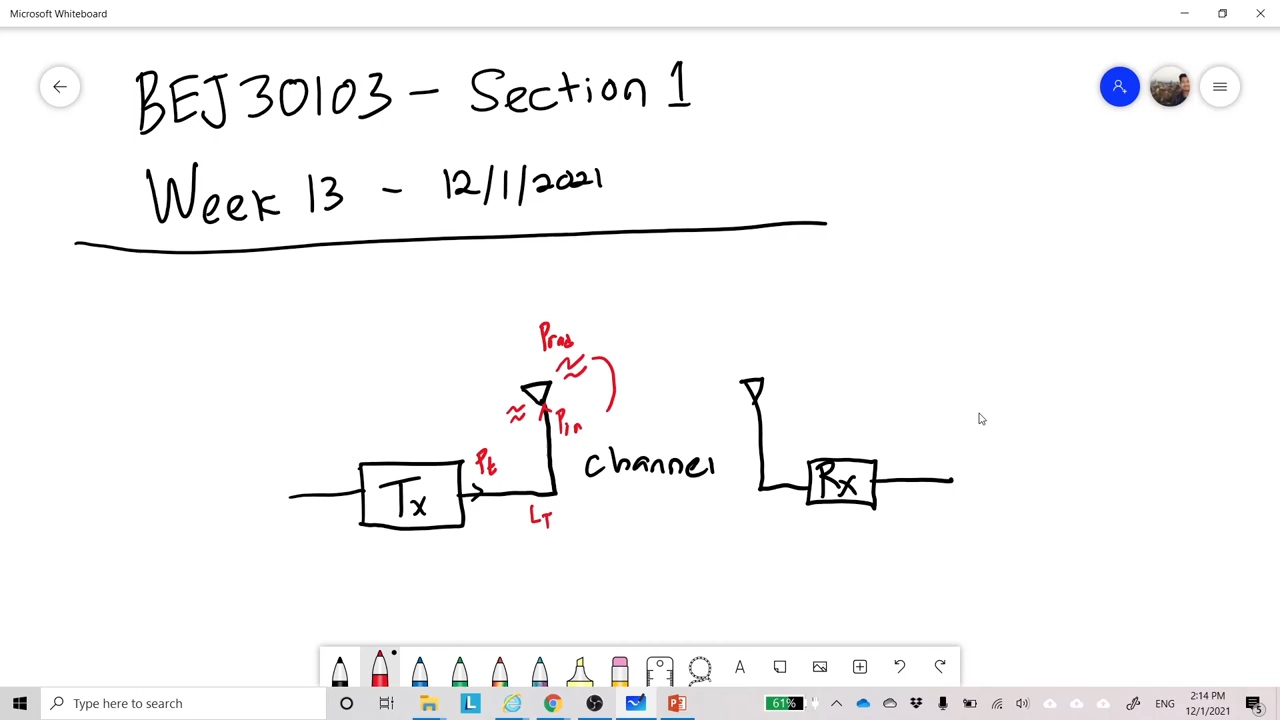 Microsoft Whiteboard
BEJ30103 - Section 1
Week 13 - 12/1/2021
Prad
Pin
Pt
channel
Tx
Rx
LT
A
Type here to search
L
61%
ENG
2:14 PM
12/1/2021
5